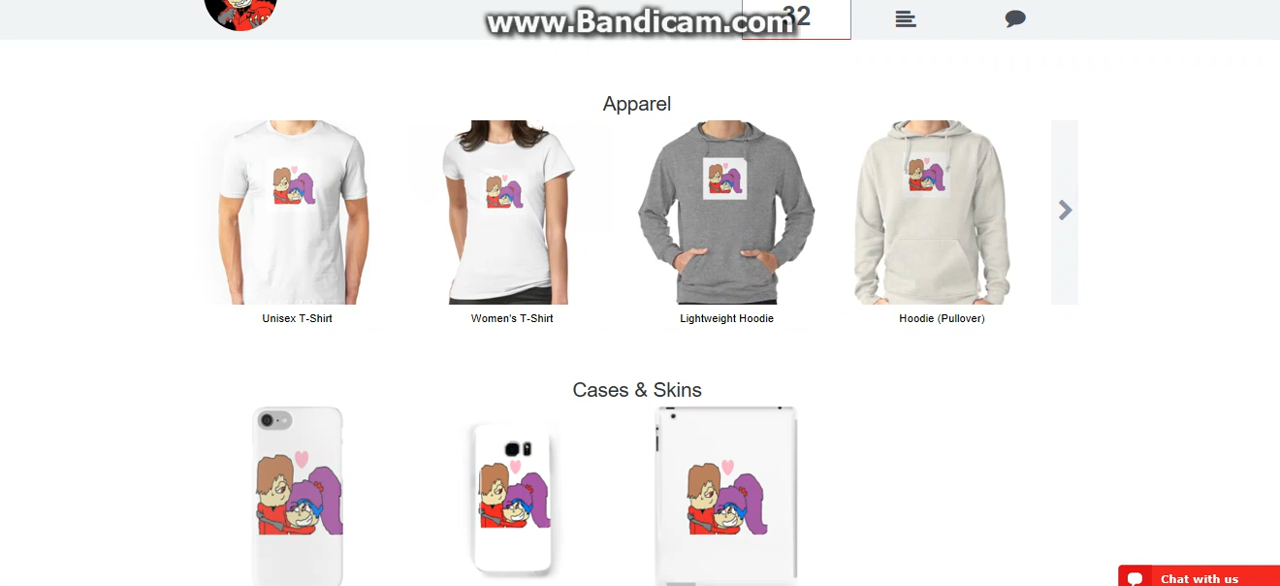 www.Bandicam.com
32
Apparel
Unisex T-Shirt
Women's T-Shirt
Lightweight Hoodie
Hoodie (Pullover)
Cases & Skins
Chat with us